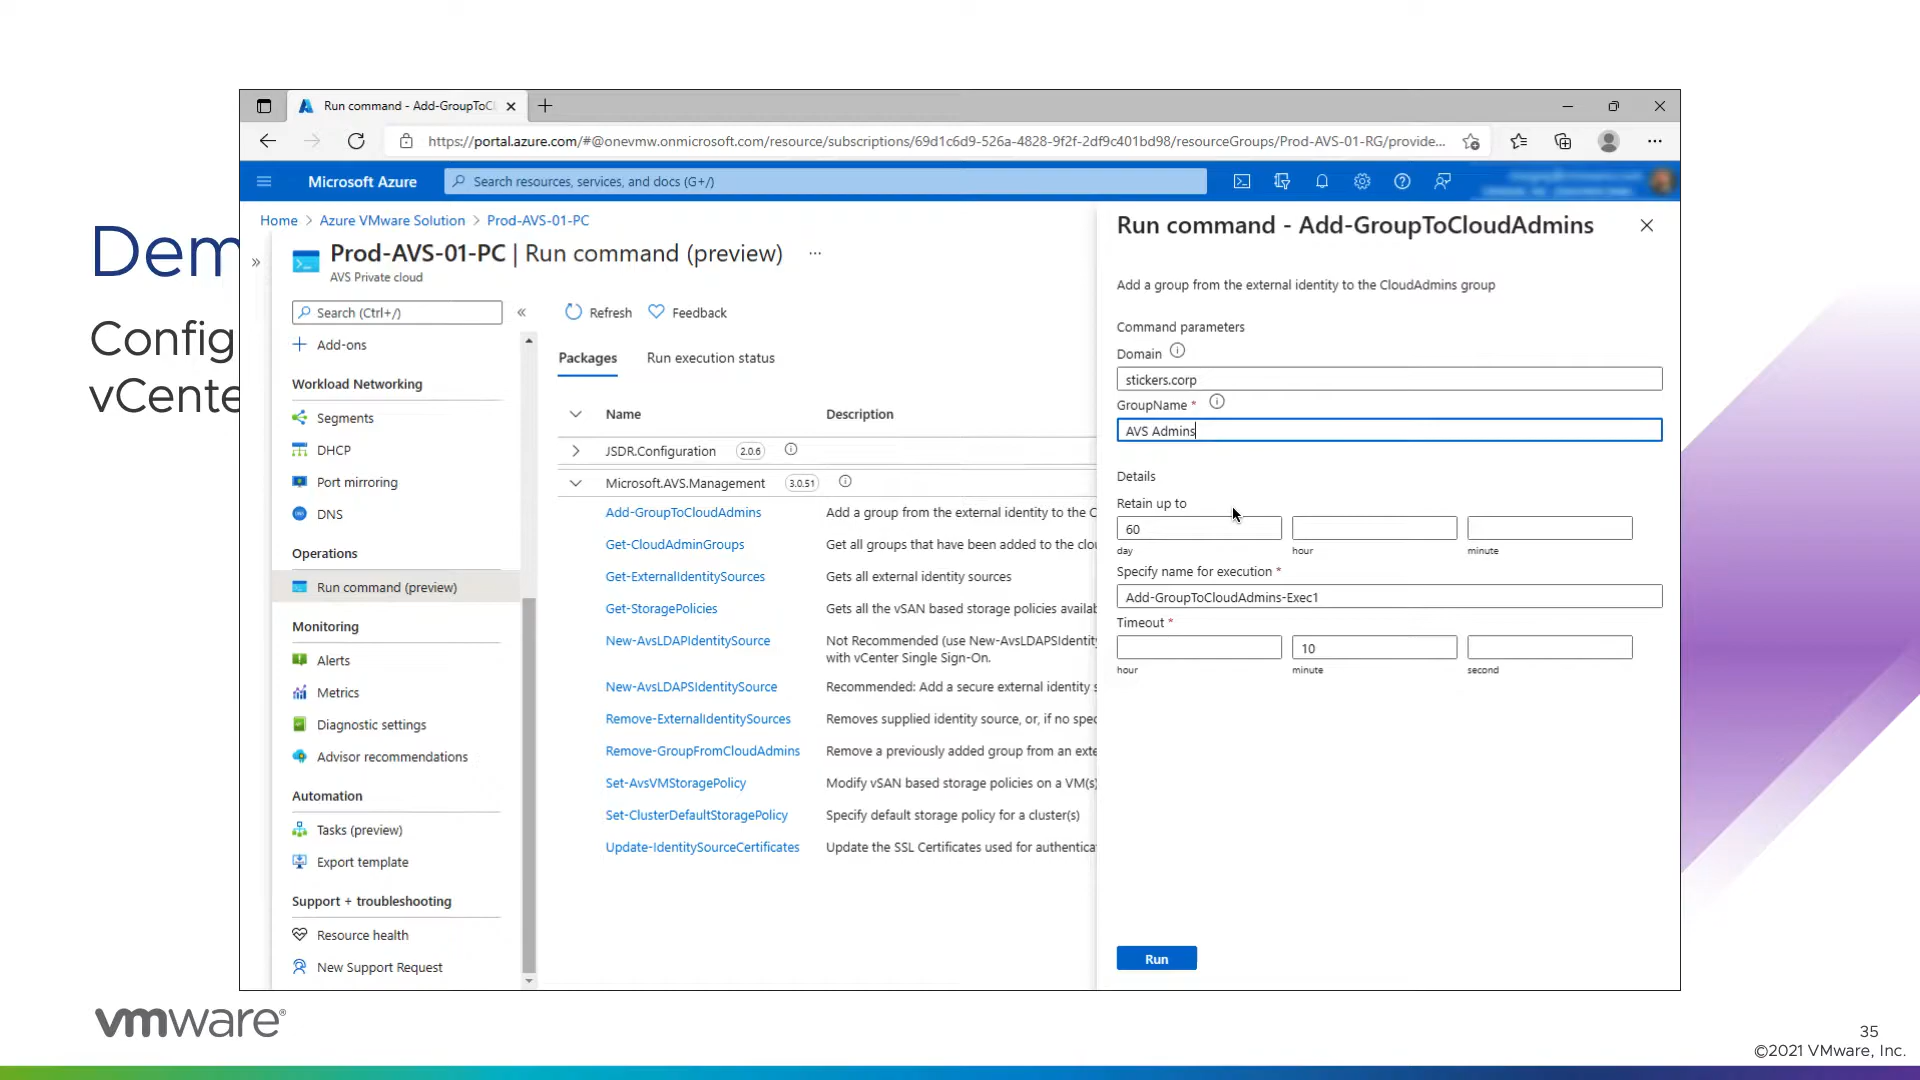 Run command - Add-GroupToCl
https://portal.azure.com/#@onevmw.onmicrosoft.com/resource/subscriptions/69d1c6d9-526a-4828-9f2f-2df9c401bd98/resourceGroups/Prod-AVS-01-RG/provide...
Microsoft Azure
Search resources, services, and docs (G+/)
Home > Azure VMware Solution > Prod-AVS-01-PC
Dem
Config
vCente
Prod-AVS-01-PC | Run command (preview) ...
AVS Private cloud
Search (Ctrl+/)
Add-ons
Workload Networking
Segments
DHCP
Port mirroring
DNS
Operations
Run command (preview)
Monitoring
Alerts
Metrics
Diagnostic settings
Advisor recommendations
Automation
Tasks (preview)
Export template
Support + troubleshooting
Resource health
New Support Request
Refresh
Feedback
Packages
Run execution status
Name Description
JSDR.Configuration 2.0.6
Microsoft.AVS.Management 3.0.51
Add-GroupToCloudAdmins Add a group from the external identity to the C
Get-CloudAdminGroups Get all groups that have been added to the clou
Get-ExternalIdentitySources Gets all external identity sources
Get-StoragePolicies Gets all the vSAN based storage policies availab
New-AvsLDAPIdentitySource Not Recommended (use New-AvsLDAPSIdentity
with vCenter Single Sign-On.
New-AvsLDAPSIdentitySource Recommended: Add a secure external identity s
Remove-ExternalIdentitySources Removes supplied identity source, or, if no spec
Remove-GroupFromCloudAdmins Remove a previously added group from an exte
Set-AvsVMStoragePolicy Modify vSAN based storage policies on a VM(s)
Set-ClusterDefaultStoragePolicy Specify default storage policy for a cluster(s)
Update-IdentitySourceCertificates Update the SSL Certificates used for authentica
Run command - Add-GroupToCloudAdmins
Add a group from the external identity to the CloudAdmins group
Command parameters
Domain
stickers.corp
GroupName *
AVS Admins
Details
Retain up to
60
day hour minute
Specify name for execution *
Add-GroupToCloudAdmins-Exec1
Timeout *
10
hour minute second
Run
vmware®
35
©2021 VMware, Inc.